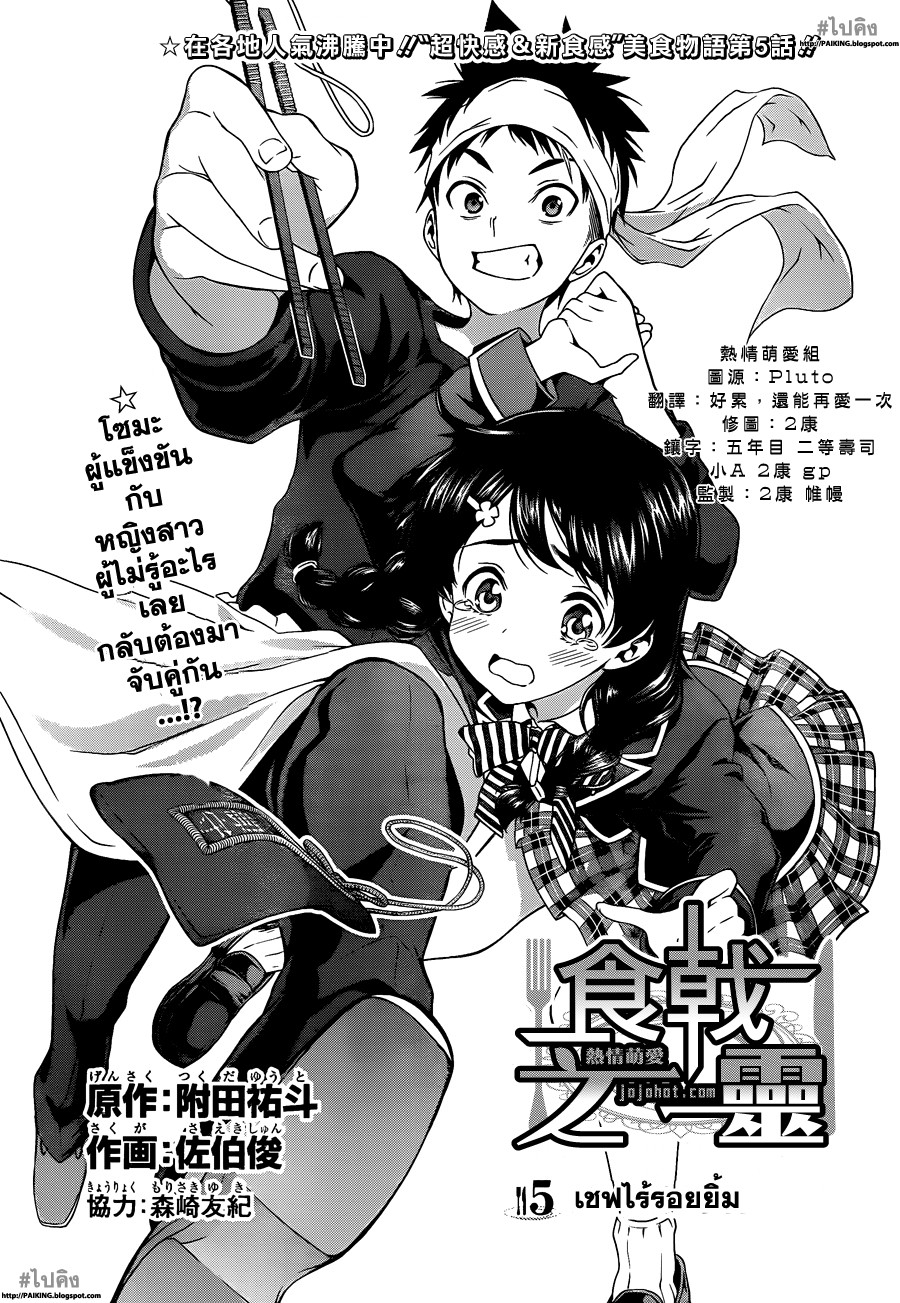 #ไปคิง
http://PAIKING.blogspot.com/
☆在各地人氣沸騰中!!“超快感&新食感”美食物語第5話!!
熱情萌愛組
圖源：Pluto
翻譯：好累，還能再愛一次
修圖：2康
鑲字：五年目 二等壽司
小A 2康 gp
監製：2康 帷幔
☆
โซมะ
ผู้แข็งขัน
กับ
หญิงสาว
ผู้ไม่รู้อะไร
เลย
กลับต้องมา
จับคู่กัน
...!?
食戟
熱情萌愛
jojohot.com
之靈
げんさく つくだゆうと
原作:附田祐斗
さくが さえきしゅん
作画:佐伯俊
きょうりょく もりさきゆき
協力:森崎友紀
5 เชฟไร้รอยยิ้ม
#ไปคิง
http://PAIKING.blogspot.com/